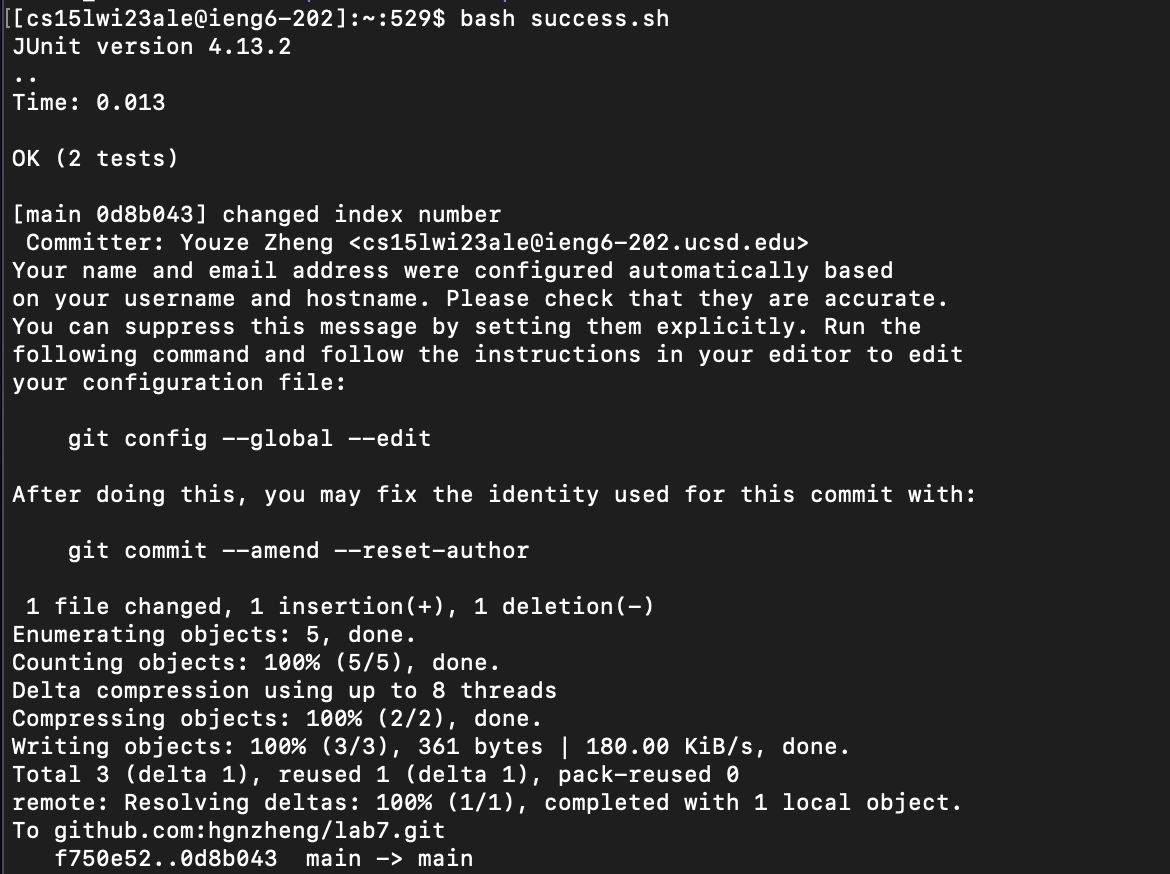 [[cs15lwi23ale@ieng6-202]:~:529$ bash success.sh
JUnit version 4.13.2
..
Time: 0.013
OK (2 tests)
[main 0d8b043] changed index number
 Committer: Youze Zheng <cs15lwi23ale@ieng6-202.ucsd.edu>
Your name and email address were configured automatically based
on your username and hostname. Please check that they are accurate.
You can suppress this message by setting them explicitly. Run the
following command and follow the instructions in your editor to edit
your configuration file:
    git config --global --edit
After doing this, you may fix the identity used for this commit with:
    git commit --amend --reset-author
 1 file changed, 1 insertion(+), 1 deletion(-)
Enumerating objects: 5, done.
Counting objects: 100% (5/5), done.
Delta compression using up to 8 threads
Compressing objects: 100% (2/2), done.
Writing objects: 100% (3/3), 361 bytes | 180.00 KiB/s, done.
Total 3 (delta 1), reused 1 (delta 1), pack-reused 0
remote: Resolving deltas: 100% (1/1), completed with 1 local object.
To github.com:hgnzheng/lab7.git
   f750e52..0d8b043  main -> main